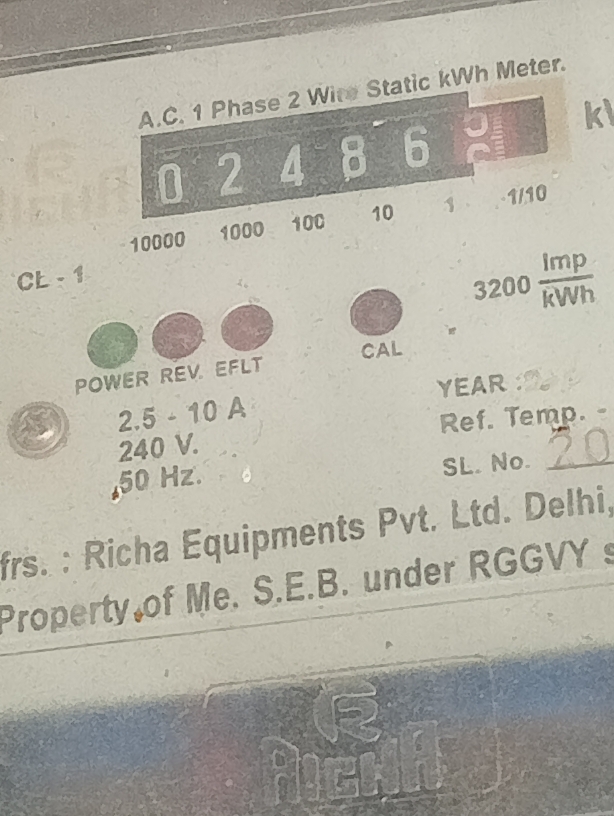 A.C. 1 Phase 2 Wire Static kWh Meter.
0 2 4 8 6
10000 1000 100 10 1 1/10
CL - 1
3200 Imp/kWh
POWER REV. EFLT
CAL
2.5 - 10 A
240 V.
50 Hz.
YEAR :
Ref. Temp. -
SL. No. 20
frs. : Richa Equipments Pvt. Ltd. Delhi,
Property of Me. S.E.B. under RGGVY s
R
RICHA